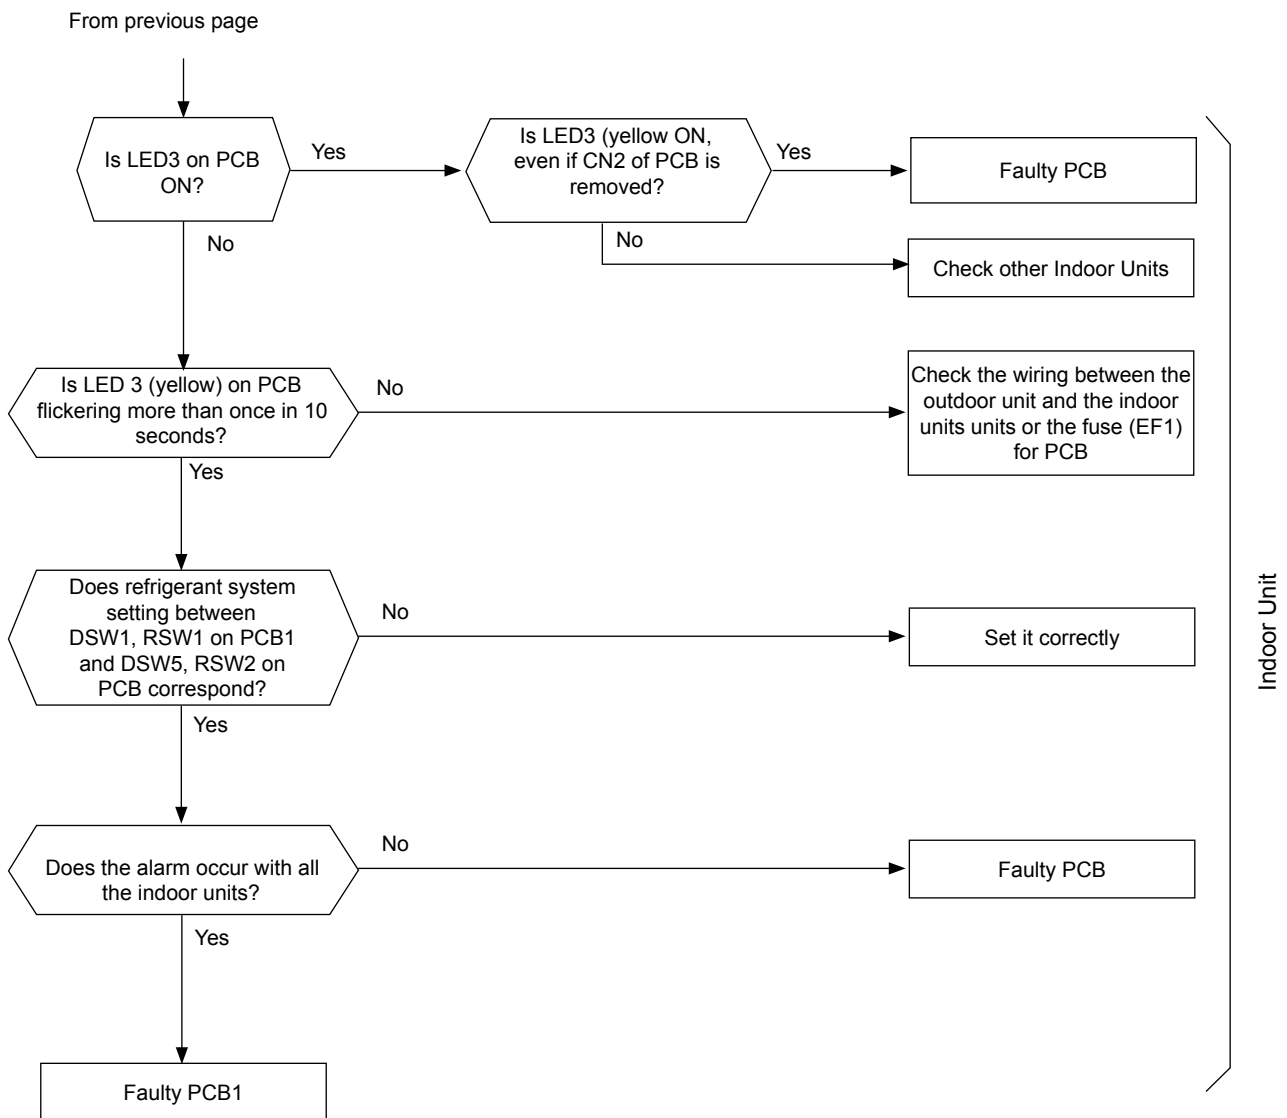 From previous page
Is LED3 on PCB
ON?
Yes
Is LED3 (yellow ON,
even if CN2 of PCB is
removed?
Yes
Faulty PCB
No
No
Check other Indoor Units
Is LED 3 (yellow) on PCB
flickering more than once in 10
seconds?
No
Check the wiring between the
outdoor unit and the indoor
units units or the fuse (EF1)
for PCB
Yes
Does refrigerant system
setting between
DSW1, RSW1 on PCB1
and DSW5, RSW2 on
PCB correspond?
No
Set it correctly
Yes
Does the alarm occur with all
the indoor units?
No
Faulty PCB
Yes
Faulty PCB1
Indoor Unit